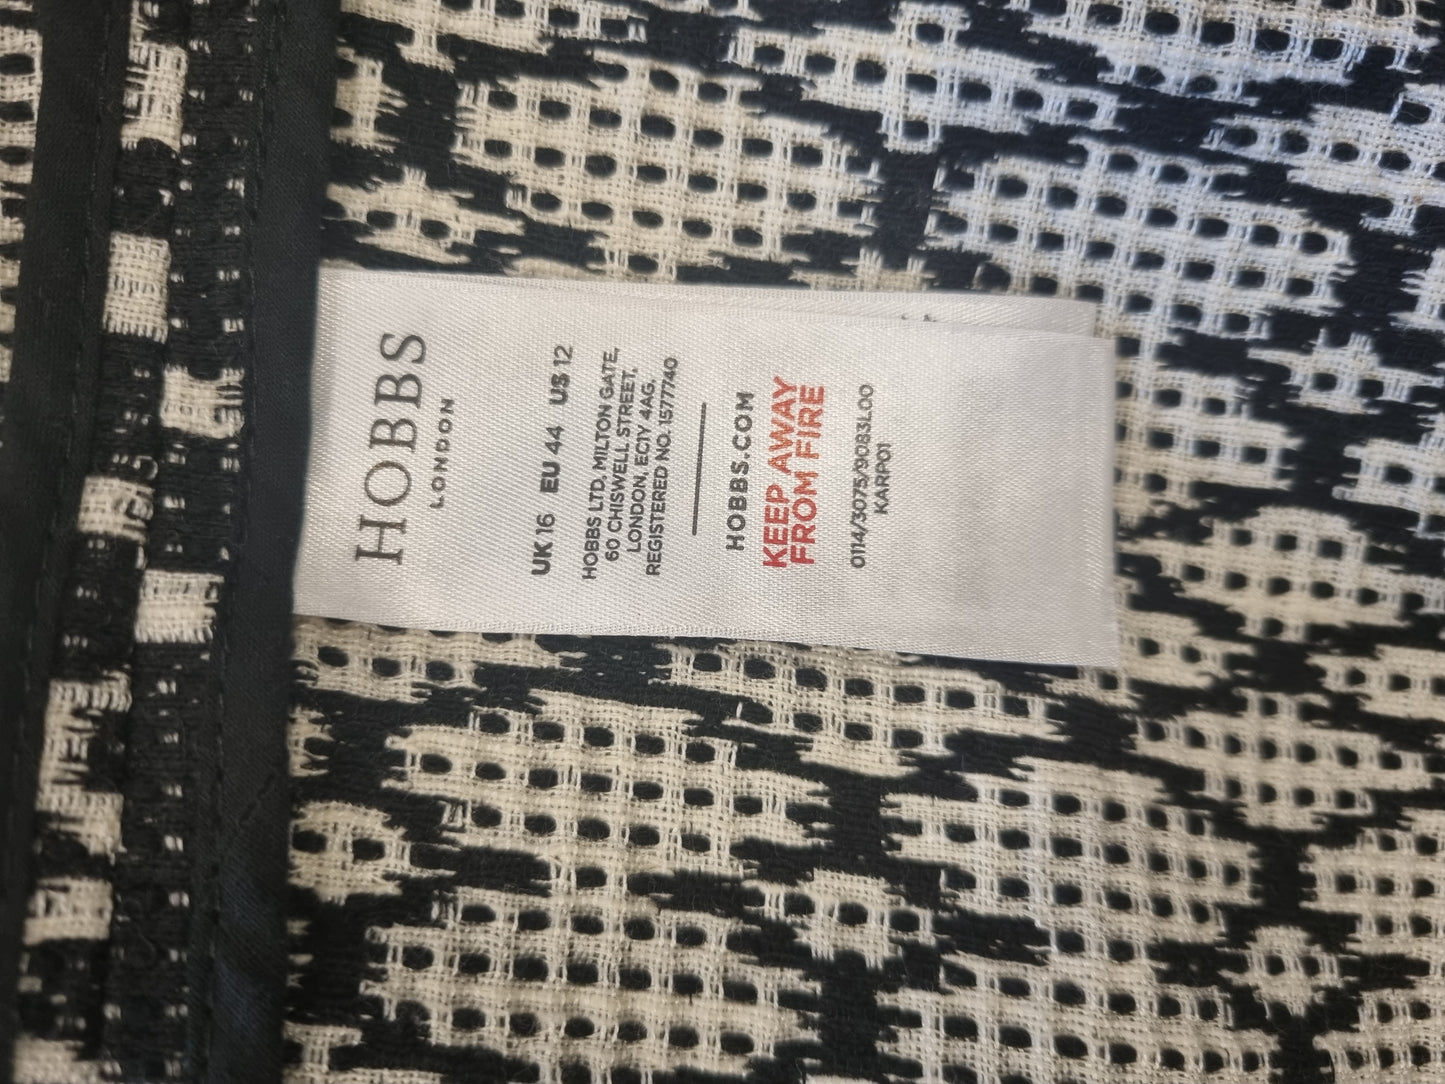 HOBBS
LONDON
UK 16 EU 44 US 12
HOBBS LTD, MILTON GATE,
60 CHISWELL STREET,
LONDON, EC1Y 4AG.
REGISTERED NO. 1577740
HOBBS.COM
KEEP AWAY
FROM FIRE
0114/3075/9083L00
KARP01